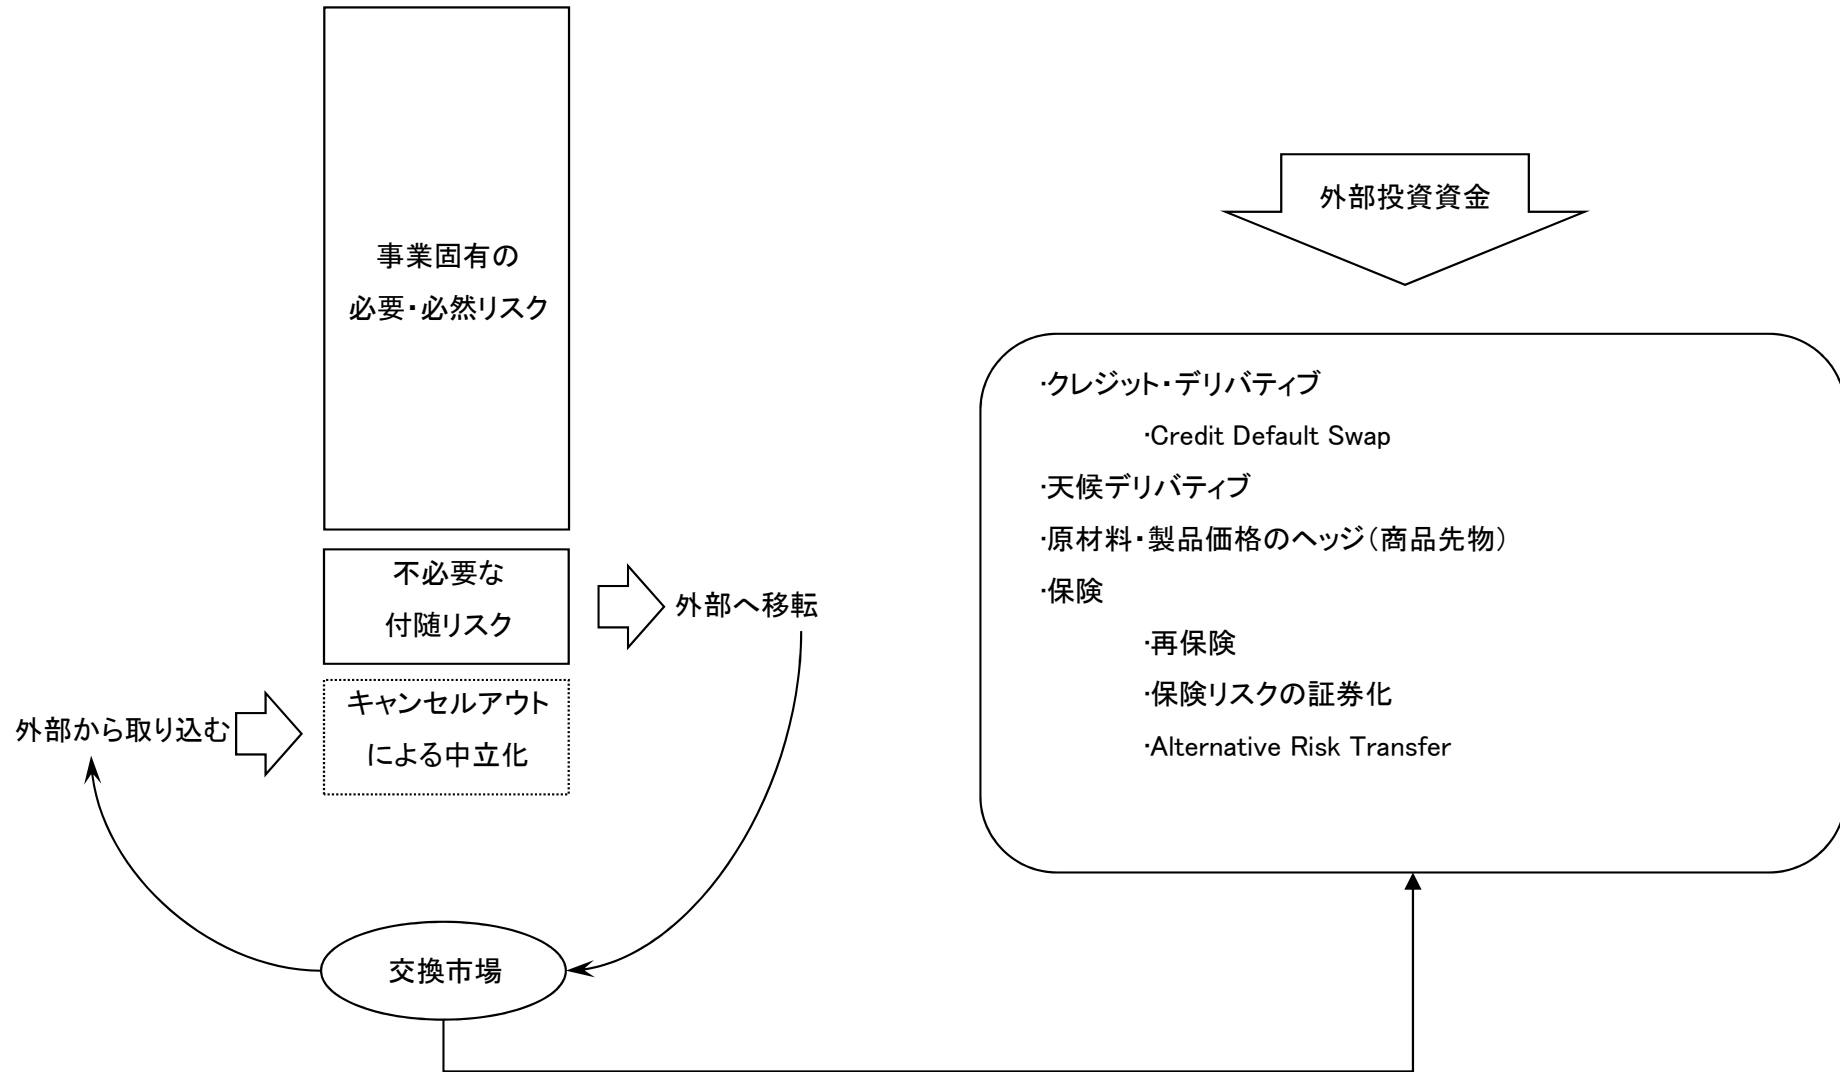 事業固有の
必要・必然リスク
不必要な
付随リスク
外部へ移転
キャンセルアウト
による中立化
外部から取り込む
交換市場
外部投資資金
・クレジット・デリバティブ
・Credit Default Swap
・天候デリバティブ
・原材料・製品価格のヘッジ（商品先物）
・保険
・再保険
・保険リスクの証券化
・Alternative Risk Transfer